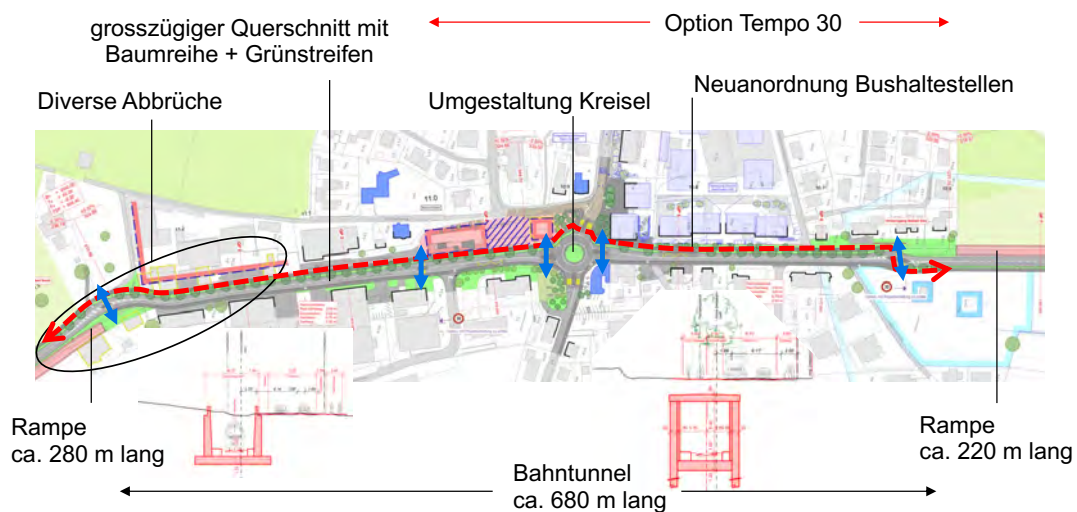 Option Tempo 30
grosszügiger Querschnitt mit
Baumreihe + Grünstreifen
Neuanordnung Bushaltestellen
Diverse Abbrüche
Umgestaltung Kreisel
Rampe
ca. 280 m lang
Rampe
ca. 220 m lang
Bahntunnel
ca. 680 m lang